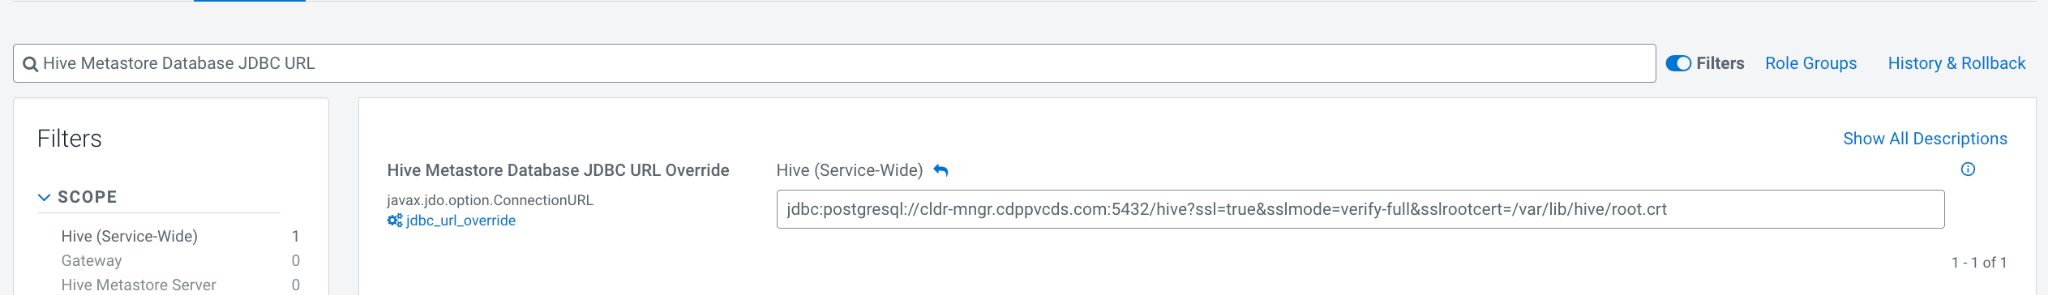 Hive Metastore Database JDBC URL
Filters
Role Groups
History & Rollback
Filters
SCOPE
Hive (Service-Wide) 1
Gateway 0
Hive Metastore Server 0
Show All Descriptions
Hive Metastore Database JDBC URL Override
javax.jdo.option.ConnectionURL
jdbc_url_override
Hive (Service-Wide)
jdbc:postgresql://cldr-mngr.cdppvcds.com:5432/hive?ssl=true&sslmode=verify-full&sslrootcert=/var/lib/hive/root.crt
1 - 1 of 1